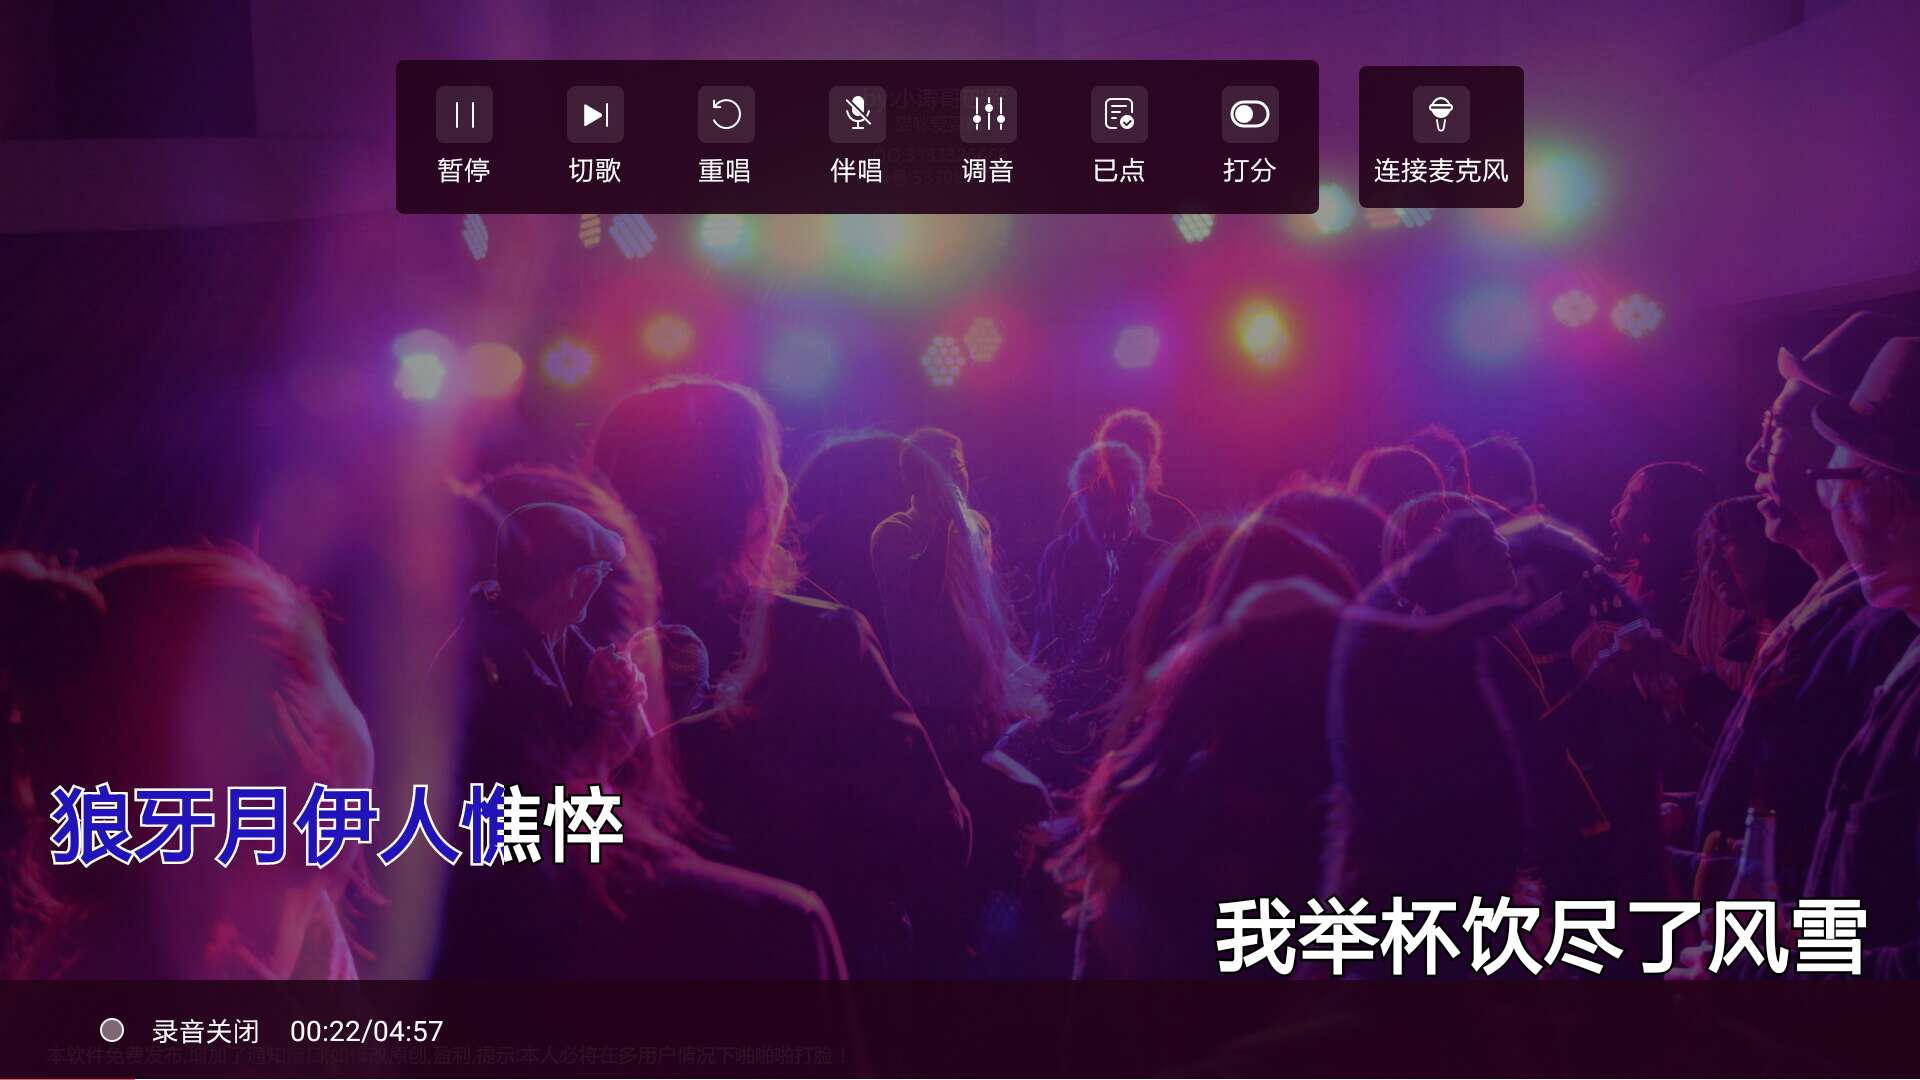 暂停 切歌 重唱 伴唱 调音 已点 打分 连接麦克风
狼牙月伊人憔悴
我举杯饮尽了风雪
录音关闭 00:22/04:57